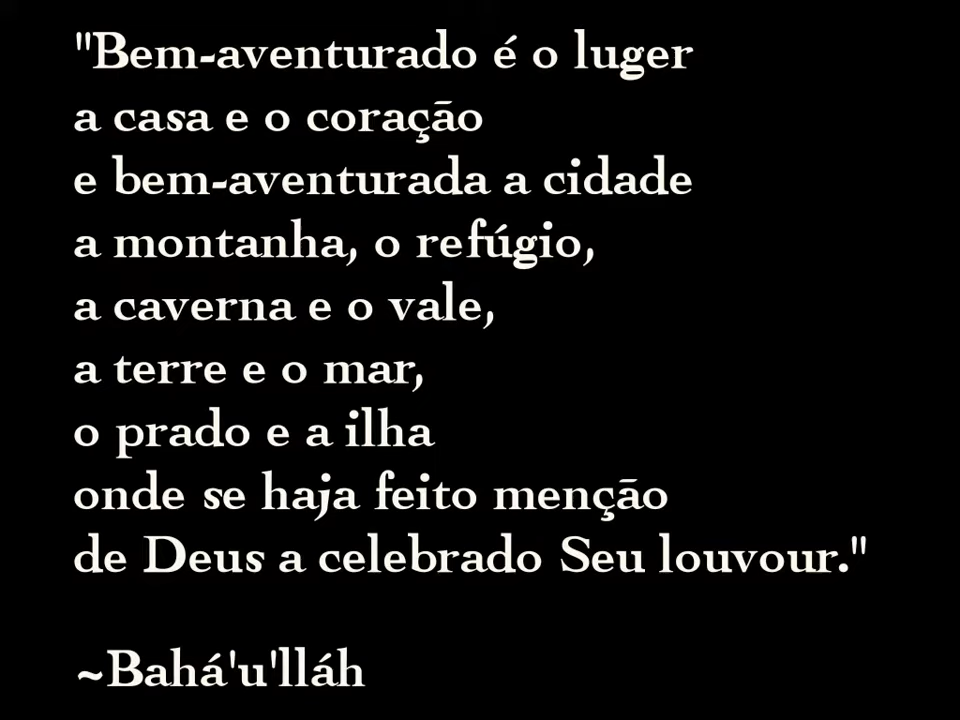 "Bem-aventurado é o luger
a casa e o coração
e bem-aventurada a cidade
a montanha, o refúgio,
a caverna e o vale,
a terre e o mar,
o prado e a ilha
onde se haja feito menção
de Deus a celebrado Seu louvour."
~Bahá'u'lláh